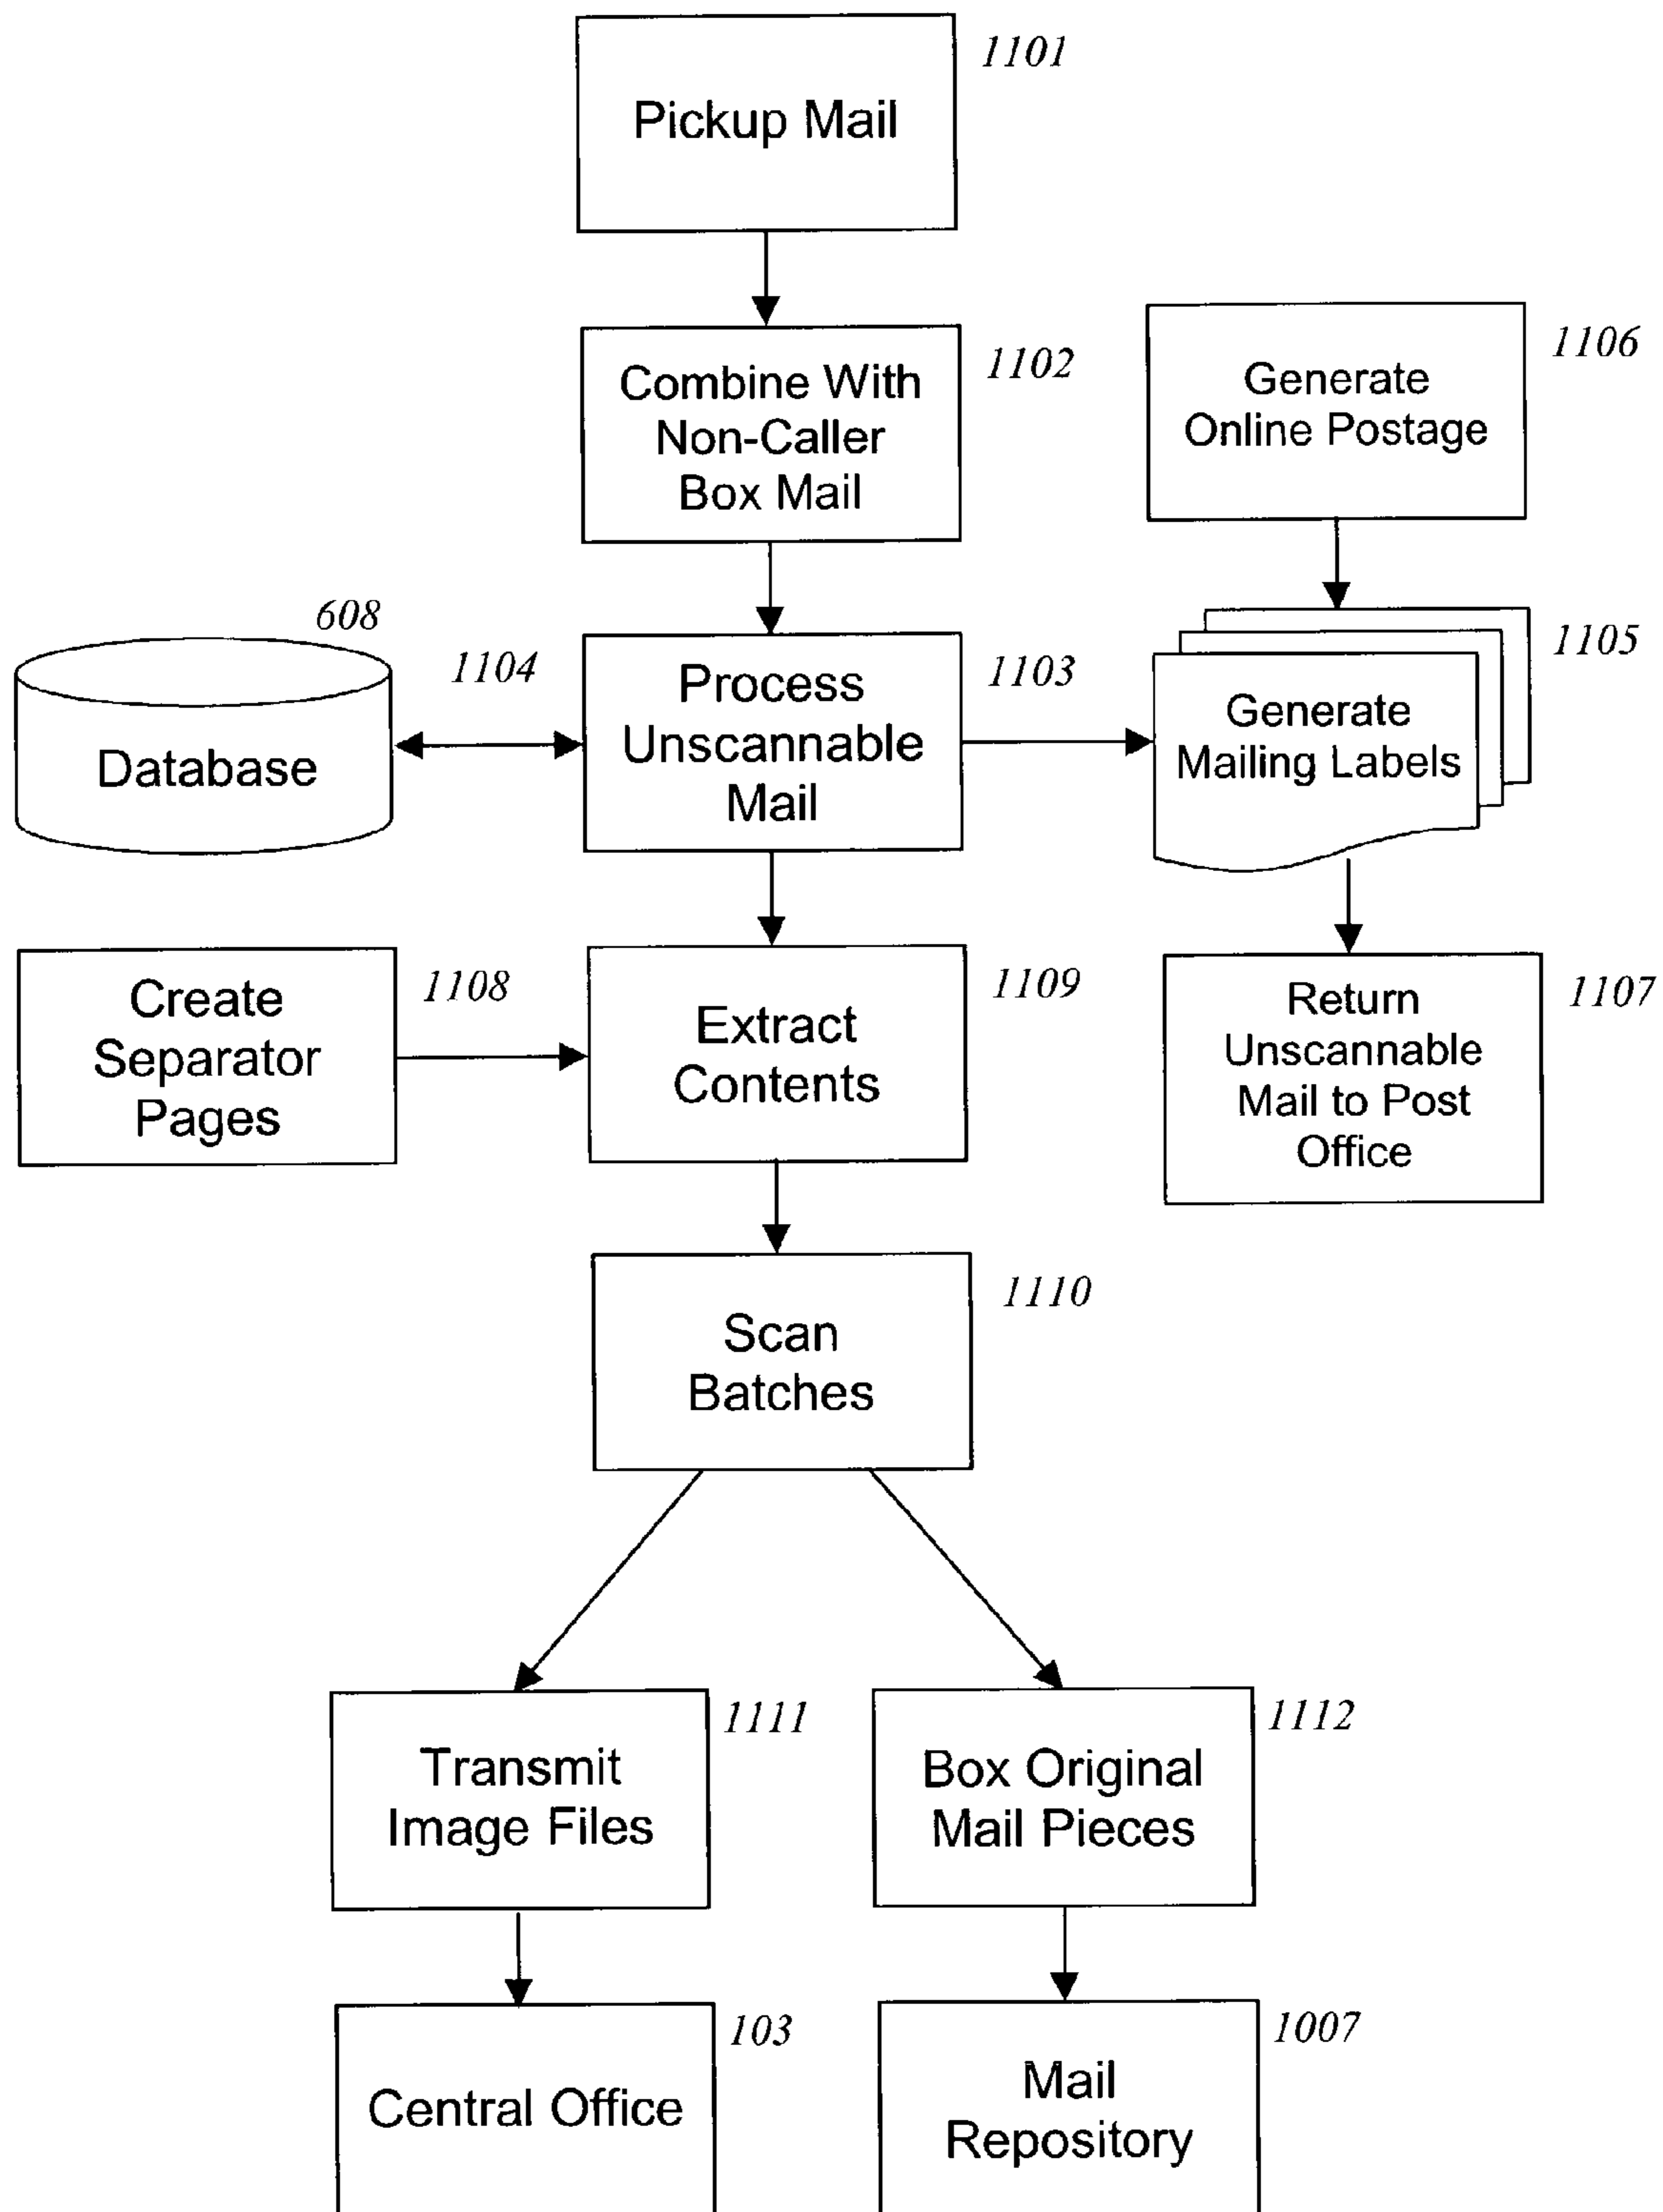 Pickup Mail
1101
Combine With
Non-Caller
Box Mail
1102
Generate
Online Postage
1106
Database
608
1104
Process
Unscannable
Mail
1103
Generate
Mailing Labels
1105
Create
Separator
Pages
1108
Extract
Contents
1109
Return
Unscannable
Mail to Post
Office
1107
Scan
Batches
1110
Transmit
Image Files
1111
Box Original
Mail Pieces
1112
Central Office
103
Mail
Repository
1007